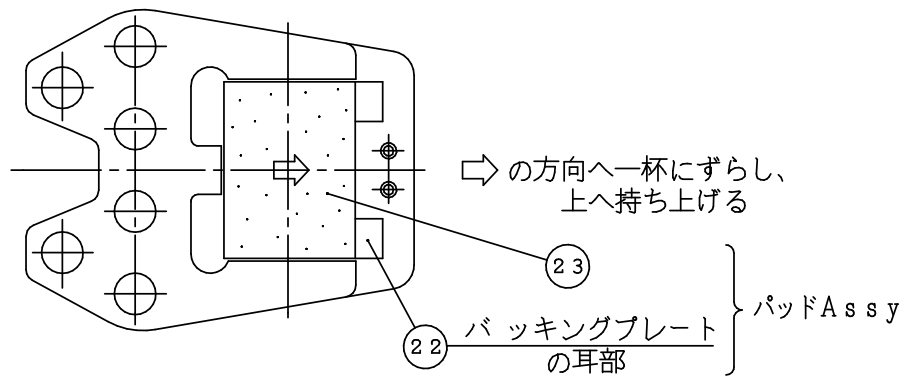 の方向へ一杯にずらし、
上へ持ち上げる
23
22
バッキングプレート
の耳部
パッドAssy